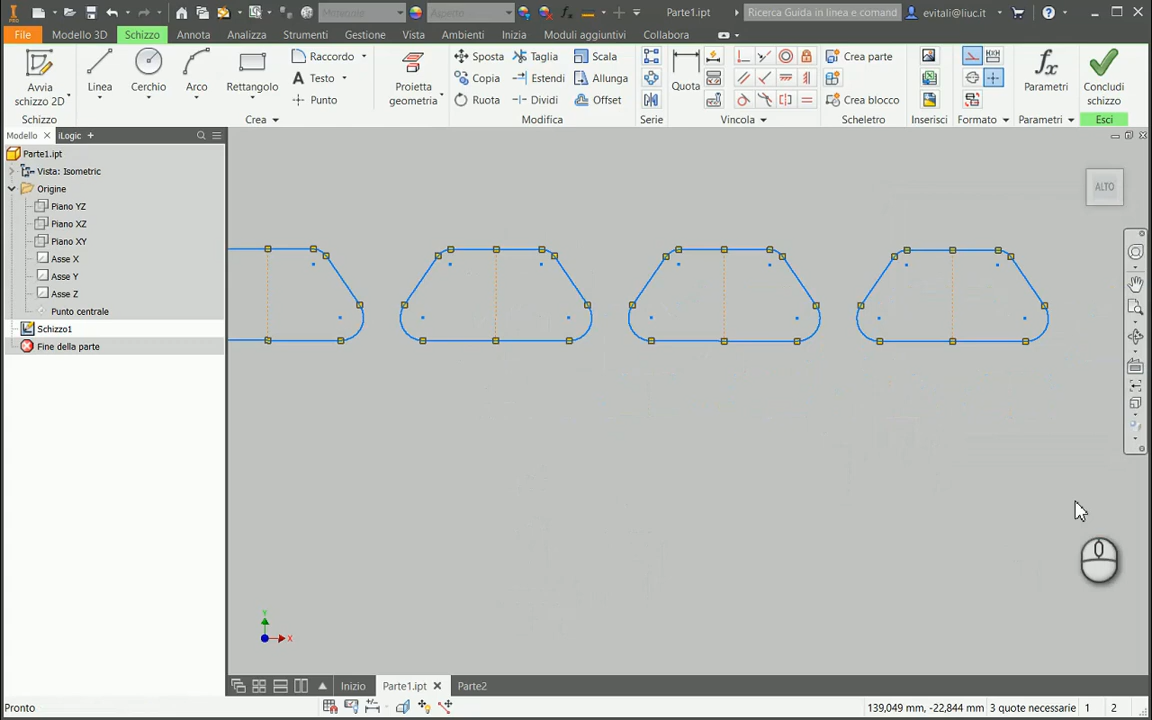 Materiale
Aspetto
Parte1.ipt
Ricerca Guida in linea e comand
evitali@liuc.it
File
Modello 3D
Schizzo
Annota
Analizza
Strumenti
Gestione
Vista
Ambienti
Inizia
Moduli aggiuntivi
Collabora
Avvia
schizzo 2D
Linea
Cerchio
Arco
Rettangolo
Raccordo
Testo
Punto
Proietta
geometria
Sposta
Copia
Ruota
Taglia
Estendi
Dividi
Scala
Allunga
Offset
Quota
Crea parte
Crea blocco
Parametri
Concludi
schizzo
Schizzo
Crea
Modifica
Serie
Vincola
Scheletro
Inserisci
Formato
Parametri
Esci
Modello
iLogic
Parte1.ipt
Vista: Isometric
Origine
Piano YZ
Piano XZ
Piano XY
Asse X
Asse Y
Asse Z
Punto centrale
Schizzo1
Fine della parte
ALTO
Y
X
Inizio
Parte1.ipt
Parte2
Pronto
139,049 mm, -22,844 mm
3 quote necessarie
1
2